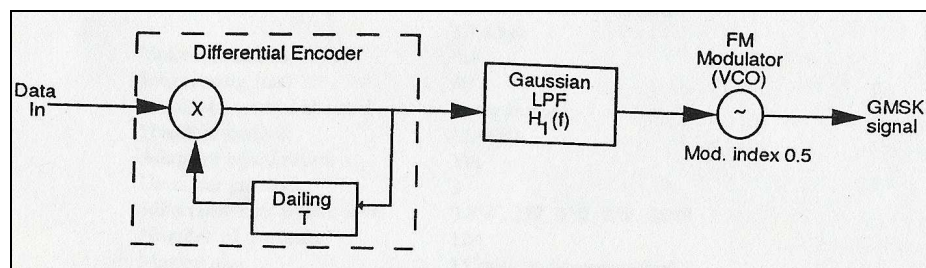 Differential Encoder
Data
In
X
Dailing
T
Gaussian
LPF
H1(f)
FM
Modulator
(VCO)
~
Mod. index 0.5
GMSK
signal